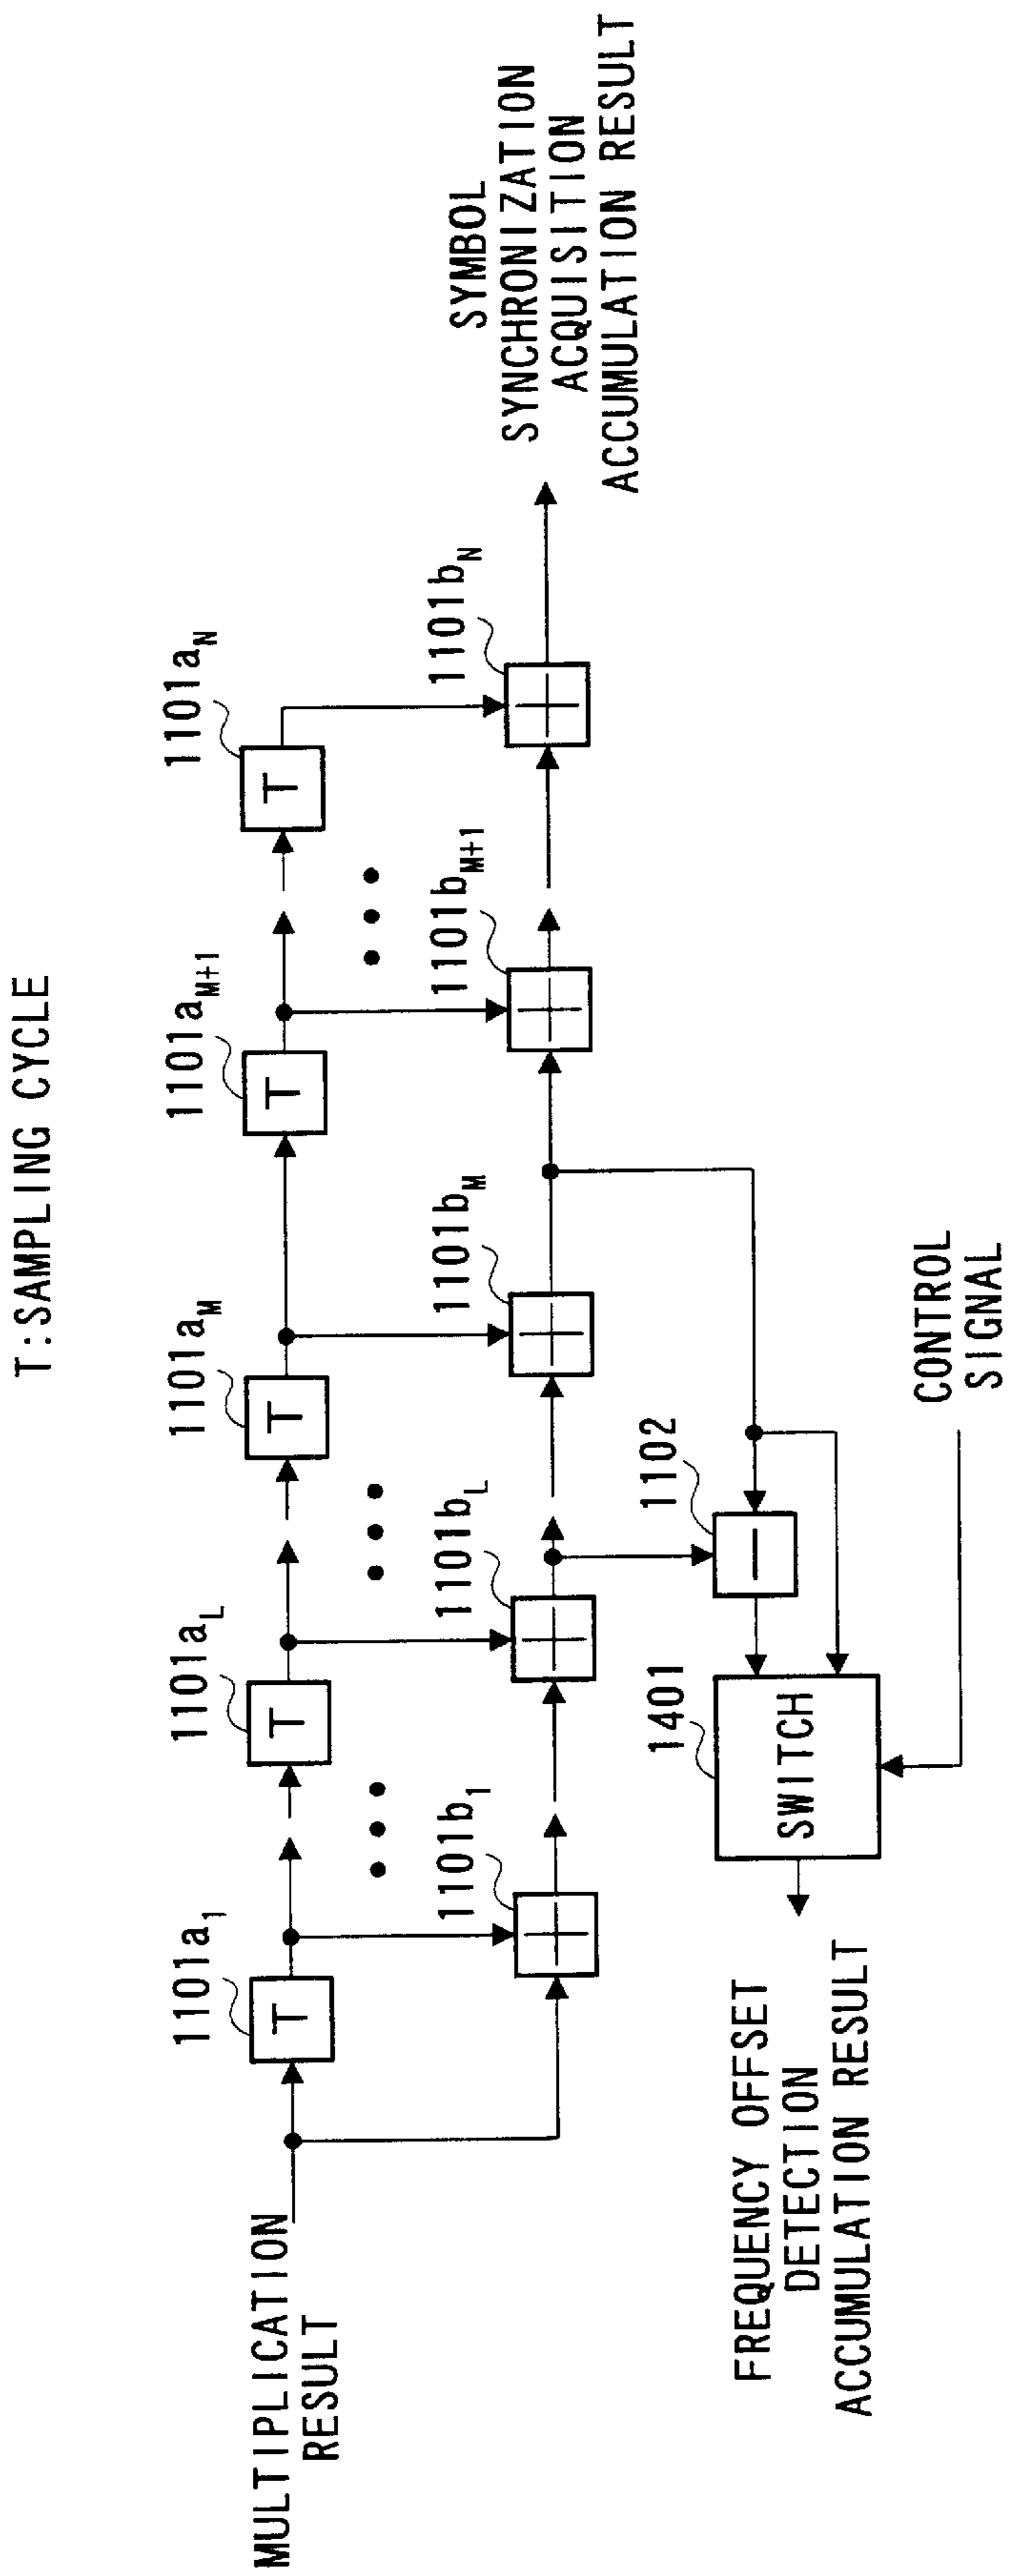 T:SAMPLING CYCLE
MULTIPLICATION
RESULT
1101a1
1101aL
1101aM
1101aM+1
1101aN
T
T
T
T
T
1101b1
1101bL
1101bM
1101bM+1
1101bN
SYMBOL
SYNCHRONIZATION
ACQUISITION
ACCUMULATION RESULT
1401
1102
SWITCH
FREQUENCY OFFSET
DETECTION
ACCUMULATION RESULT
CONTROL
SIGNAL